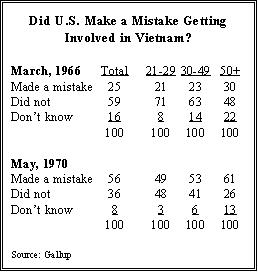 Did U.S. Make a Mistake Getting
Involved in Vietnam?
March, 1966 Total 21-29 30-49 50+
Made a mistake 25 21 23 30
Did not 59 71 63 48
Don't know 16 8 14 22
100 100 100 100
May, 1970
Made a mistake 56 49 53 61
Did not 36 48 41 26
Don't know 8 3 6 13
100 100 100 100
Source: Gallup